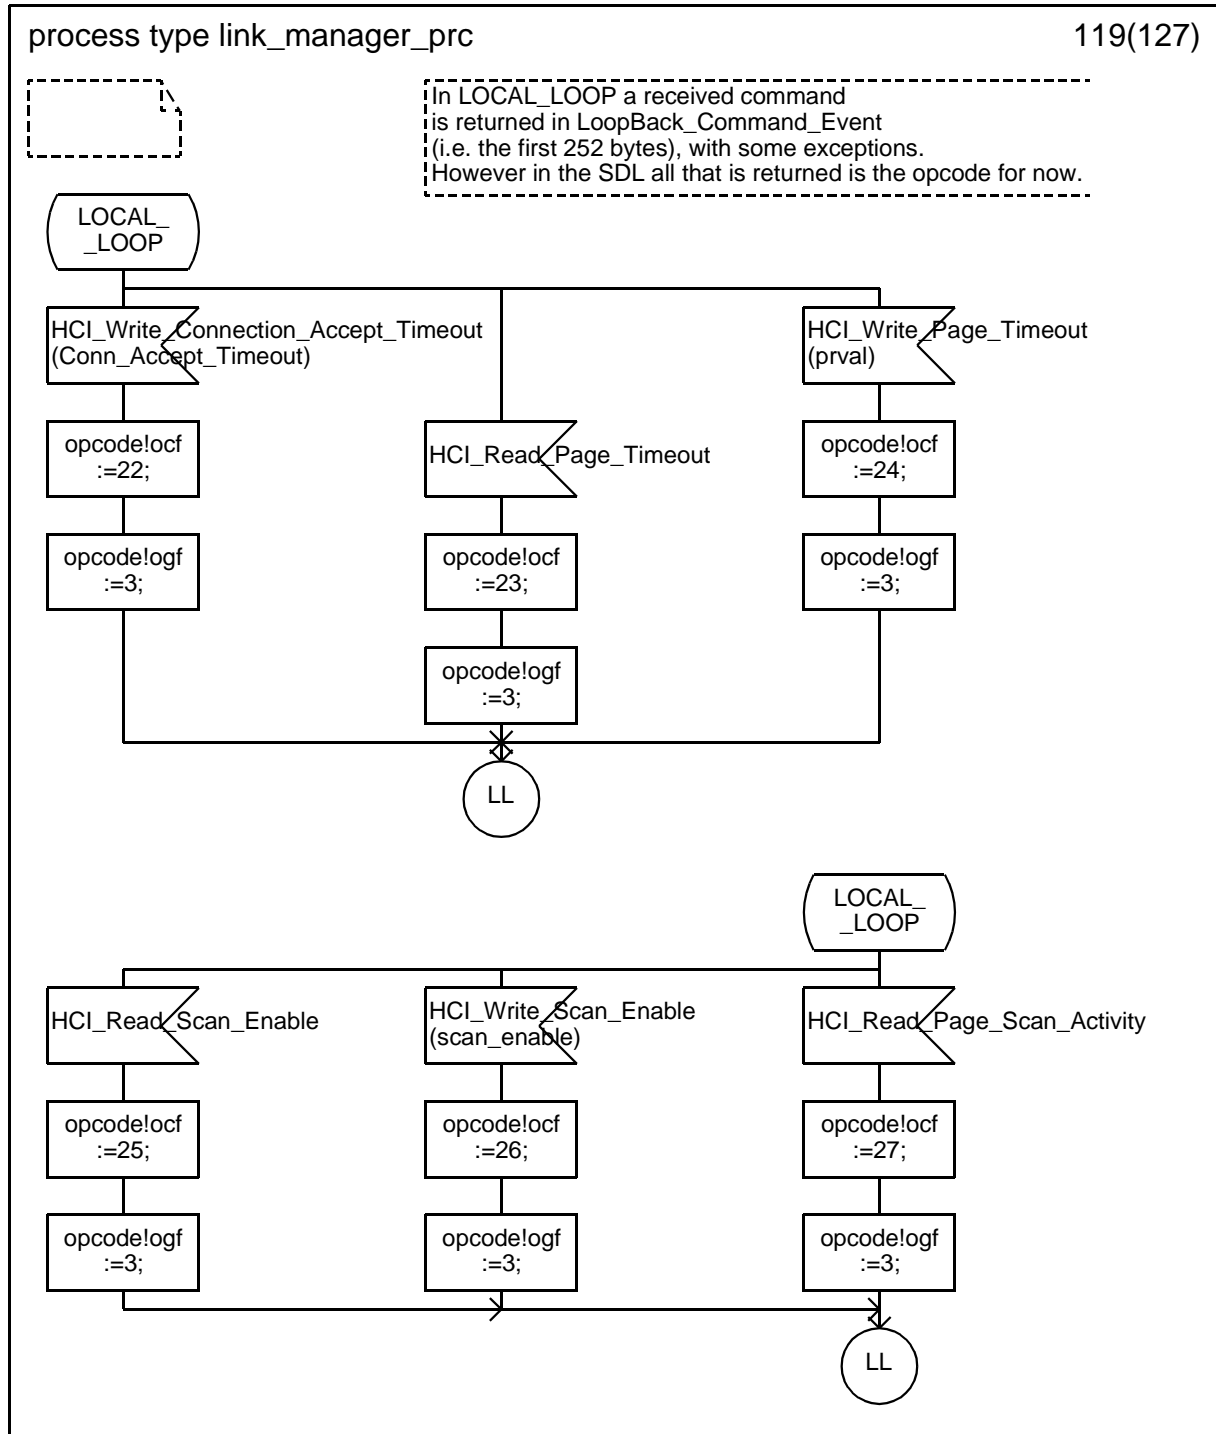 process type link_manager_prc
119(127)
In LOCAL_LOOP a received command
is returned in LoopBack_Command_Event
(i.e. the first 252 bytes), with some exceptions.
However in the SDL all that is returned is the opcode for now.
LOCAL_
_LOOP
HCI_Write_Connection_Accept_Timeout
(Conn_Accept_Timeout)
opcode!ocf
:=22;
opcode!ogf
:=3;
HCI_Read_Page_Timeout
opcode!ocf
:=23;
opcode!ogf
:=3;
HCI_Write_Page_Timeout
(prval)
opcode!ocf
:=24;
opcode!ogf
:=3;
LL
LOCAL_
_LOOP
HCI_Read_Scan_Enable
opcode!ocf
:=25;
opcode!ogf
:=3;
HCI_Write_Scan_Enable
(scan_enable)
opcode!ocf
:=26;
opcode!ogf
:=3;
HCI_Read_Page_Scan_Activity
opcode!ocf
:=27;
opcode!ogf
:=3;
LL